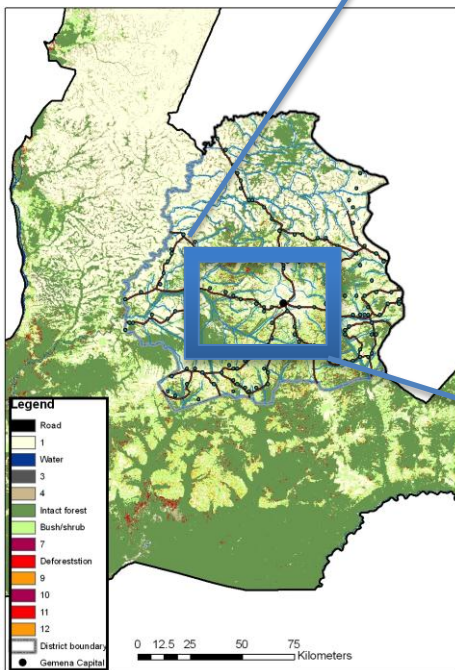 Legend
Road
1
Water
3
4
Intact forest
Bush/shrub
7
Deforeststion
9
10
11
12
District boundary
Gemena Capital
0 12.5 25 50 75
Kilometers